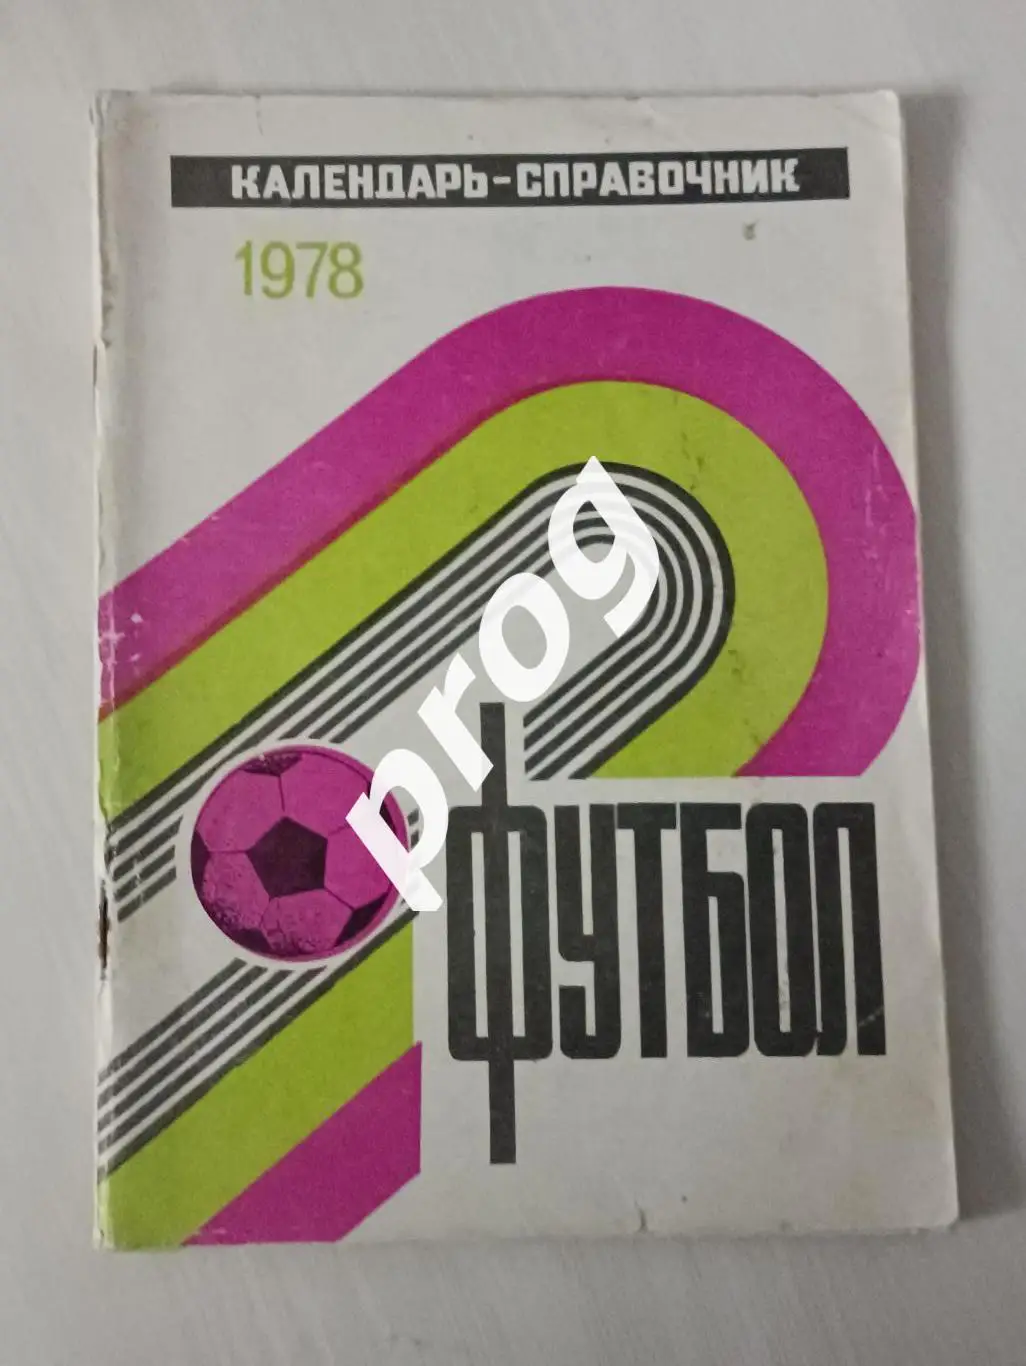 КАЛЕНДАРЬ-СПРАВОЧНИК
1978
prog
ФУТБОЛ